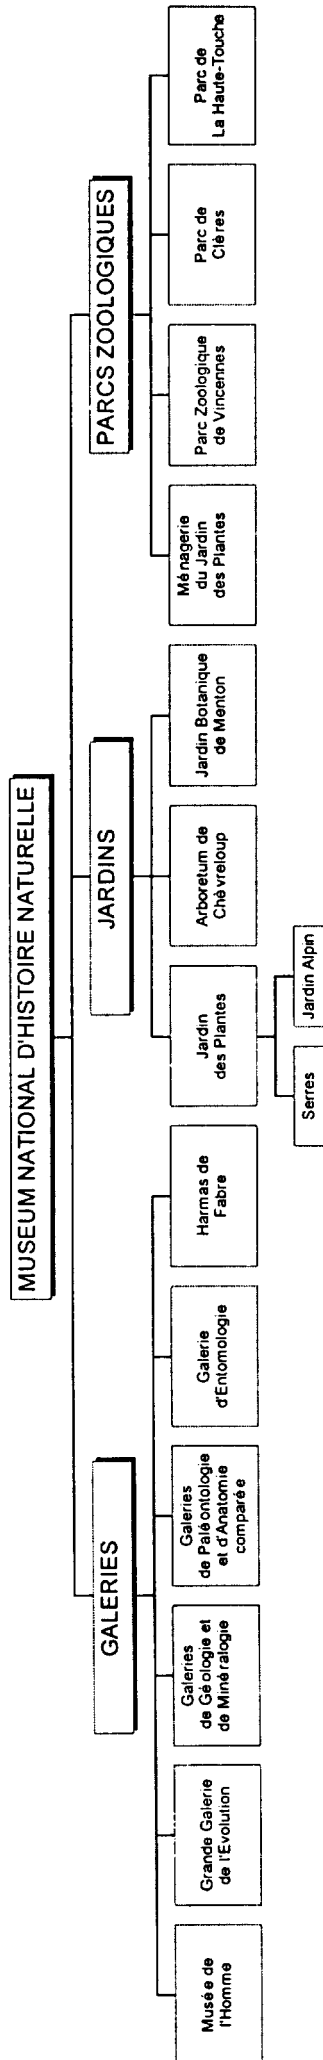 MUSEUM NATIONAL D'HISTOIRE NATURELLE
GALERIES
JARDINS
PARCS ZOOLOGIQUES
Musée de
l'Homme
Grande Galerie
de l'Evolution
Galeries
de Géologie et
de Minéralogie
Galeries
de Paléontologie
et d'Anatomie
comparée
Galerie
d'Entomologie
Harmas de
Fabre
Jardin
des Plantes
Arboretum de
Chèvreloup
Jardin Botanique
de Menton
Ménagerie
du Jardin
des Plantes
Parc Zoologique
de Vincennes
Parc de
Clères
Parc de
La Haute-Touche
Serres
Jardin Alpin